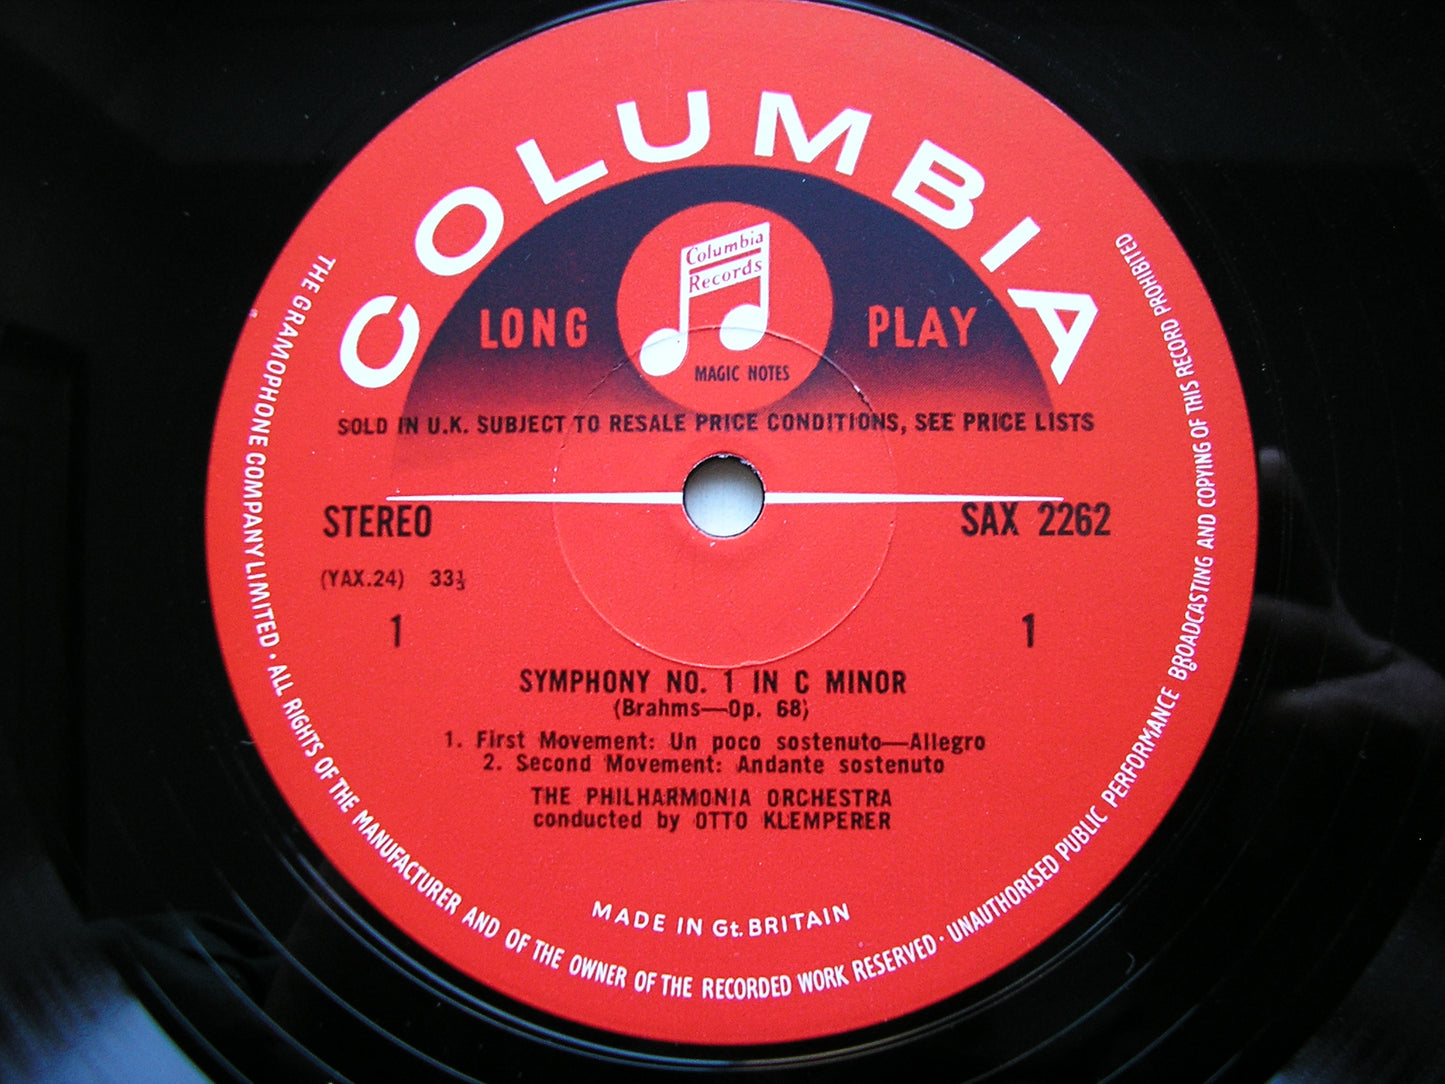 COLUMBIA
Columbia
Records
LONG PLAY
MAGIC NOTES
SOLD IN U.K. SUBJECT TO RESALE PRICE CONDITIONS, SEE PRICE LISTS
STEREO SAX 2262
(YAX.24) 33⅓
1 1
SYMPHONY NO. 1 IN C MINOR
(Brahms—Op. 68)
1. First Movement: Un poco sostenuto—Allegro
2. Second Movement: Andante sostenuto
THE PHILHARMONIA ORCHESTRA
conducted by OTTO KLEMPERER
MADE IN Gt. BRITAIN
THE GRAMOPHONE COMPANY LIMITED · ALL RIGHTS OF THE MANUFACTURER AND OF THE OWNER OF THE RECORDED WORK RESERVED · UNAUTHORISED PUBLIC PERFORMANCE BROADCASTING AND COPYING OF THIS RECORD PROHIBITED